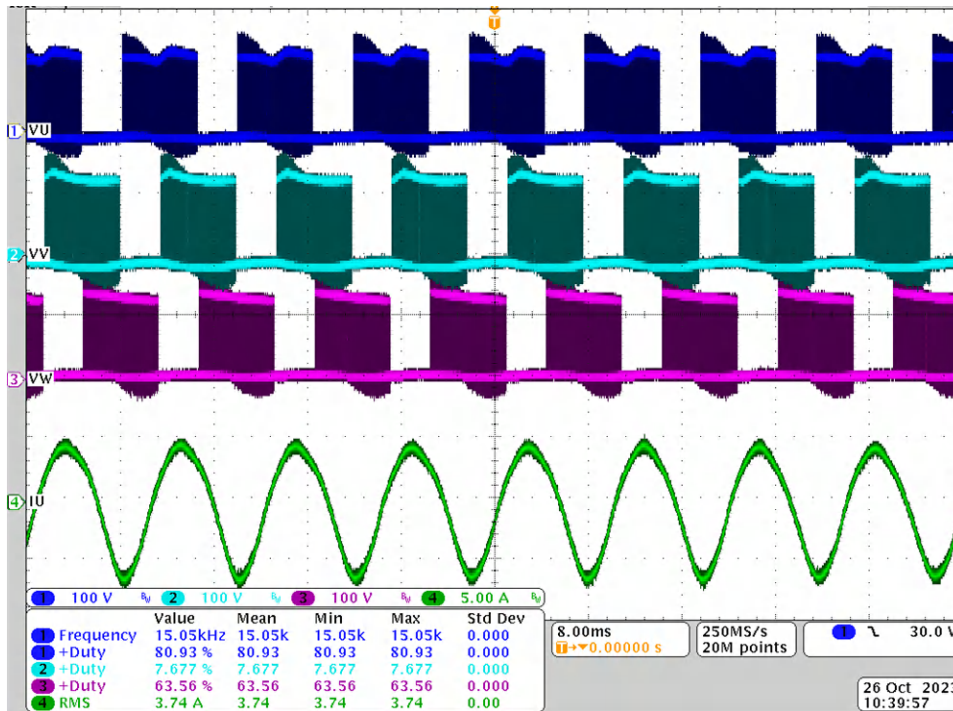 T
1 VU
2 VV
3 VW
4 IU
1 100 V BW 2 100 V BW 3 100 V BW 4 5.00 A BW
Value Mean Min Max Std Dev
1 Frequency 15.05kHz 15.05k 15.05k 15.05k 0.000
1 +Duty 80.93 % 80.93 80.93 80.93 0.000
2 +Duty 7.677 % 7.677 7.677 7.677 0.000
3 +Duty 63.56 % 63.56 63.56 63.56 0.000
4 RMS 3.74 A 3.74 3.74 3.74 0.00
8.00ms
T→▼0.00000 s
250MS/s
20M points
1 30.0
26 Oct 2023
10:39:57